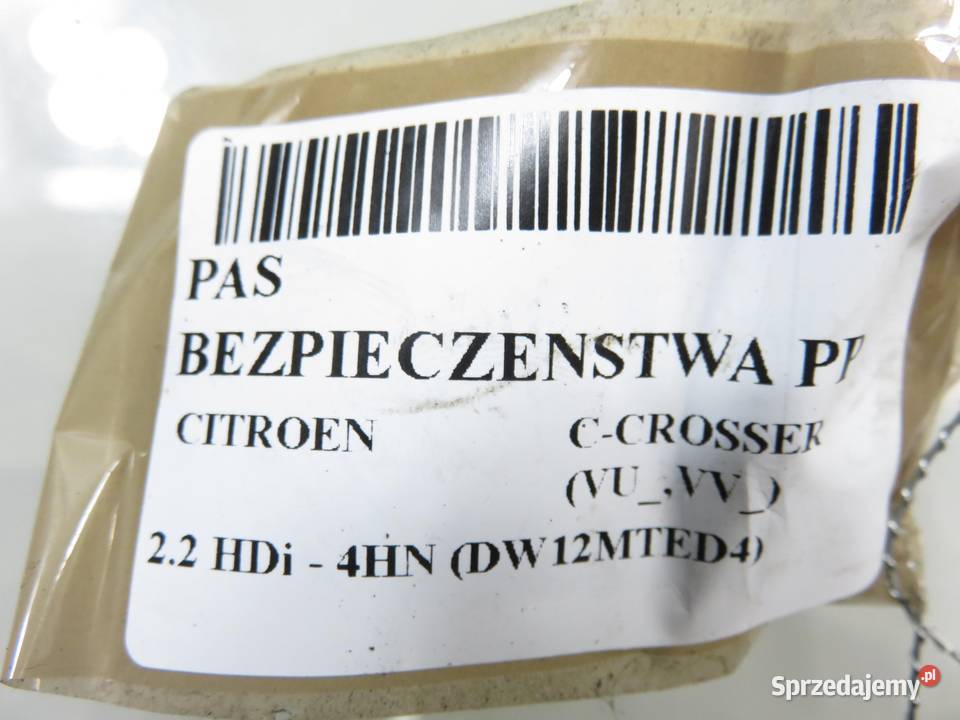 PAS
BEZPIECZENSTWA PP
CITROEN C-CROSSER
(VU_,VV_)
2.2 HDi - 4HN (DW12MTED4)
Sprzedajemy.pl